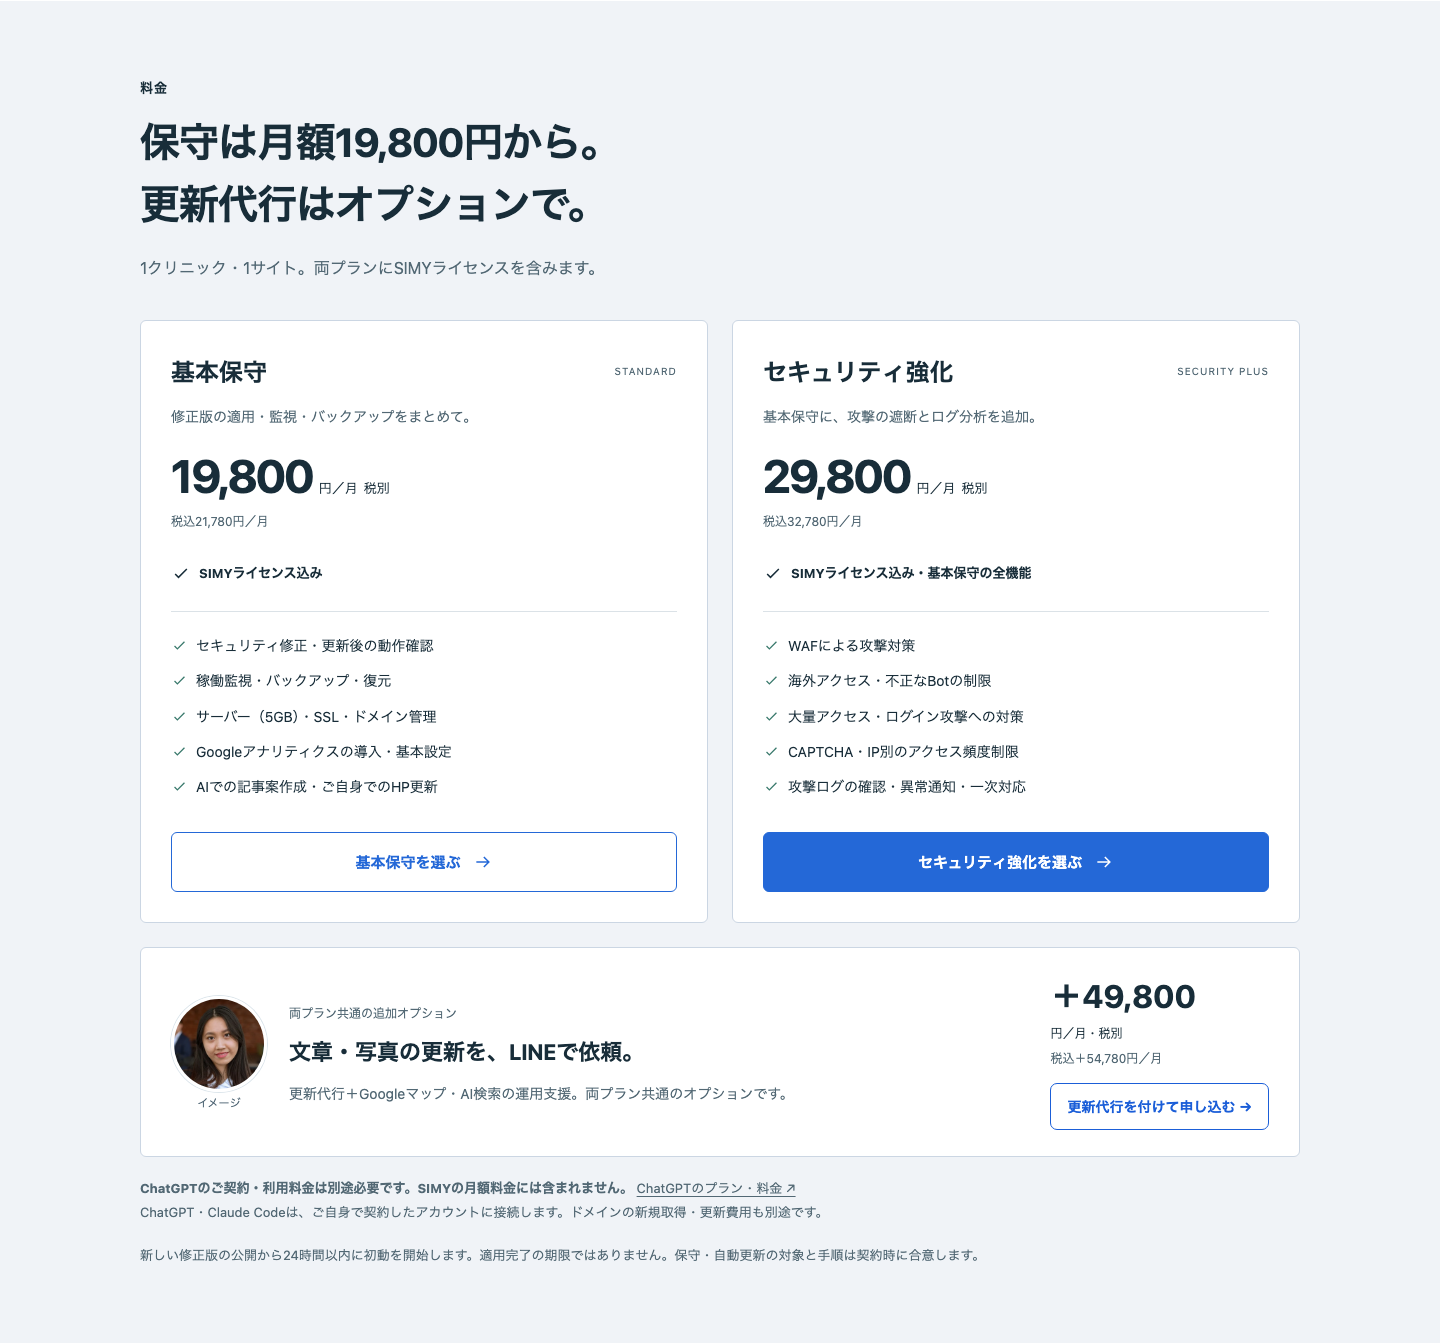 料金
保守は月額19,800円から。
更新代行はオプションで。
1クリニック・1サイト。両プランにSIMYライセンスを含みます。
基本保守
STANDARD
修正版の適用・監視・バックアップをまとめて。
19,800 円／月 税別
税込21,780円／月
SIMYライセンス込み
セキュリティ修正・更新後の動作確認
稼働監視・バックアップ・復元
サーバー（5GB）・SSL・ドメイン管理
Googleアナリティクスの導入・基本設定
AIでの記事案作成・ご自身でのHP更新
基本保守を選ぶ →
セキュリティ強化
SECURITY PLUS
基本保守に、攻撃の遮断とログ分析を追加。
29,800 円／月 税別
税込32,780円／月
SIMYライセンス込み・基本保守の全機能
WAFによる攻撃対策
海外アクセス・不正なBotの制限
大量アクセス・ログイン攻撃への対策
CAPTCHA・IP別のアクセス頻度制限
攻撃ログの確認・異常通知・一次対応
セキュリティ強化を選ぶ →
イメージ
両プラン共通の追加オプション
文章・写真の更新を、LINEで依頼。
更新代行＋Googleマップ・AI検索の運用支援。両プラン共通のオプションです。
＋49,800
円／月・税別
税込＋54,780円／月
更新代行を付けて申し込む →
ChatGPTのご契約・利用料金は別途必要です。SIMYの月額料金には含まれません。 ChatGPTのプラン・料金 ↗
ChatGPT・Claude Codeは、ご自身で契約したアカウントに接続します。ドメインの新規取得・更新費用も別途です。
新しい修正版の公開から24時間以内に初動を開始します。適用完了の期限ではありません。保守・自動更新の対象と手順は契約時に合意します。